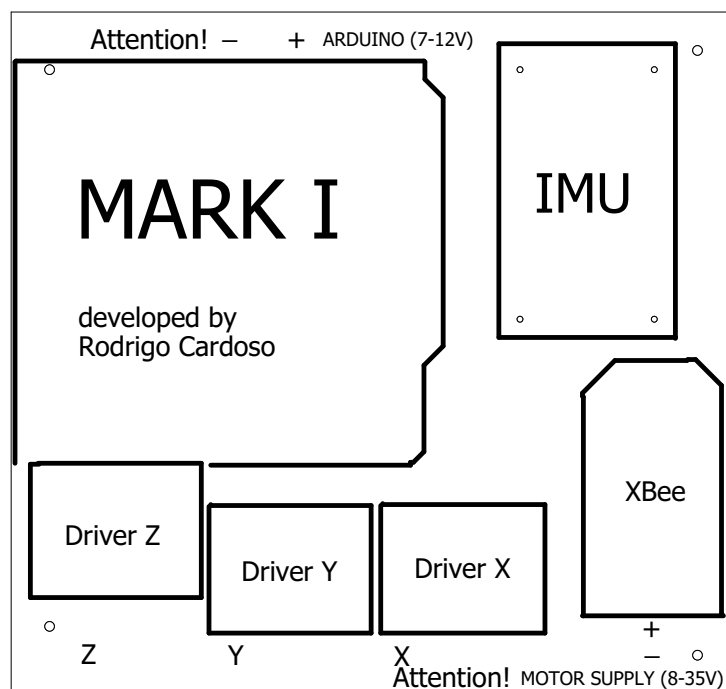 Attention! − + ARDUINO (7-12V)
MARK I
IMU
developed by
Rodrigo Cardoso
XBee
Driver Z
Driver Y
Driver X
+
−
Z
Y
X
Attention! MOTOR SUPPLY (8-35V)